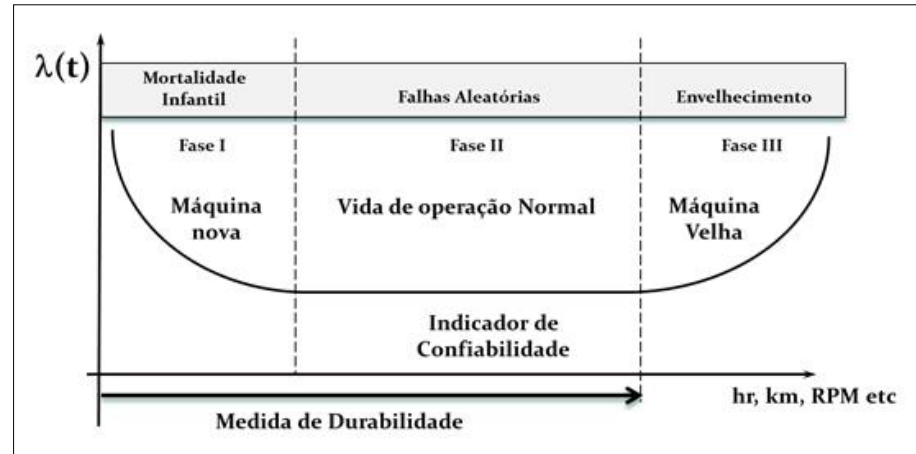 λ(t)
Mortalidade
Infantil
Falhas Aleatórias
Envelhecimento
Fase I
Fase II
Fase III
Máquina
nova
Vida de operação Normal
Máquina
Velha
Indicador de
Confiabilidade
hr, km, RPM etc
Medida de Durabilidade